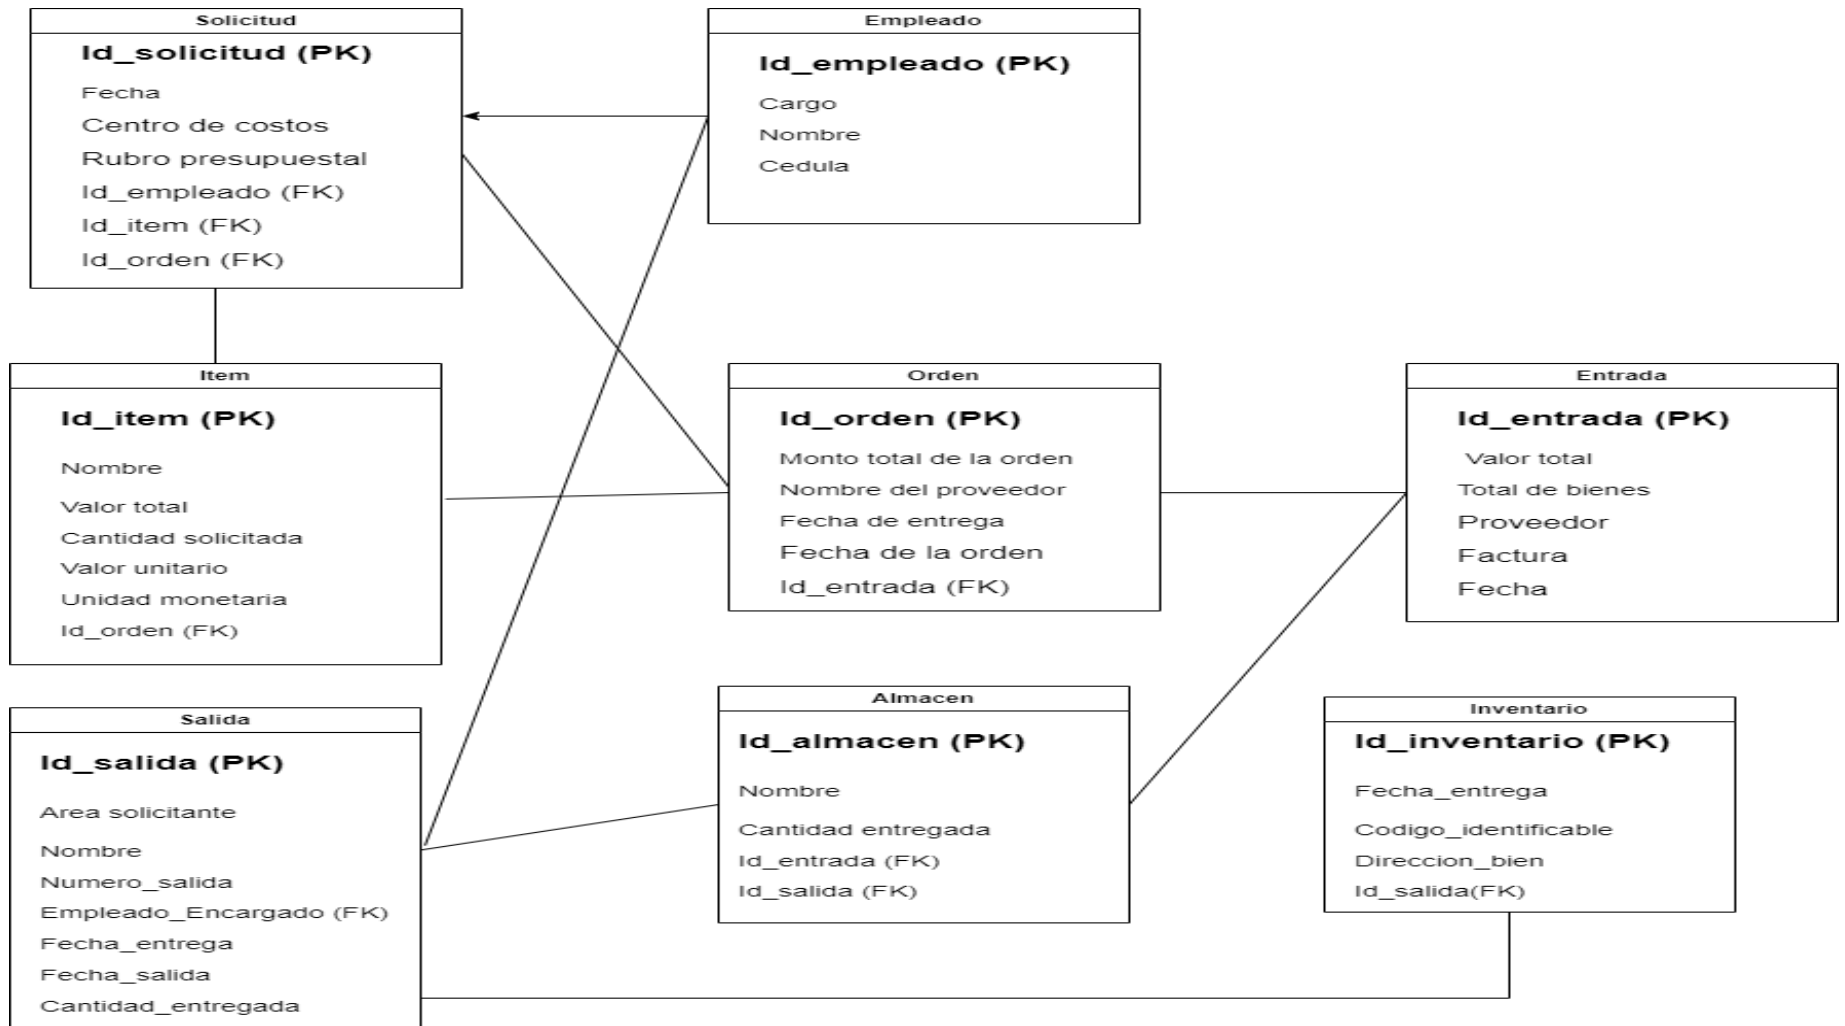 Solicitud
Id_solicitud (PK)
Fecha
Centro de costos
Rubro presupuestal
Id_empleado (FK)
Id_item (FK)
Id_orden (FK)
Empleado
Id_empleado (PK)
Cargo
Nombre
Cedula
Item
Id_item (PK)
Nombre
Valor total
Cantidad solicitada
Valor unitario
Unidad monetaria
Id_orden (FK)
Orden
Id_orden (PK)
Monto total de la orden
Nombre del proveedor
Fecha de entrega
Fecha de la orden
Id_entrada (FK)
Entrada
Id_entrada (PK)
Valor total
Total de bienes
Proveedor
Factura
Fecha
Salida
Id_salida (PK)
Area solicitante
Nombre
Numero_salida
Empleado_Encargado (FK)
Fecha_entrega
Fecha_salida
Cantidad_entregada
Almacen
Id_almacen (PK)
Nombre
Cantidad entregada
Id_entrada (FK)
Id_salida (FK)
Inventario
Id_inventario (PK)
Fecha_entrega
Codigo_identificable
Direccion_bien
Id_salida(FK)